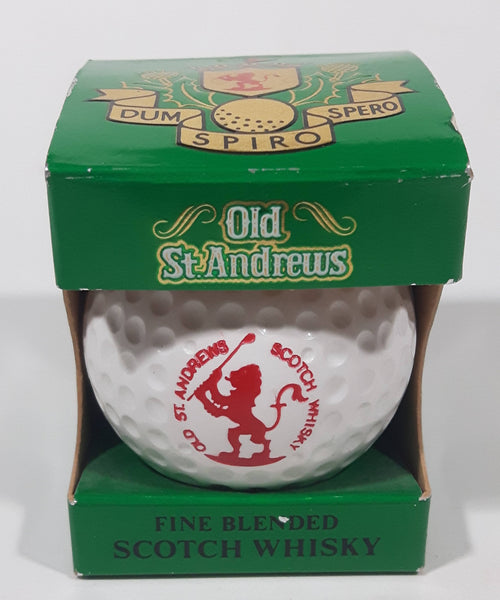 DUM SPIRO SPERO
Old
St. Andrews
OLD ST. ANDREWS SCOTCH WHISKY
FINE BLENDED
SCOTCH WHISKY